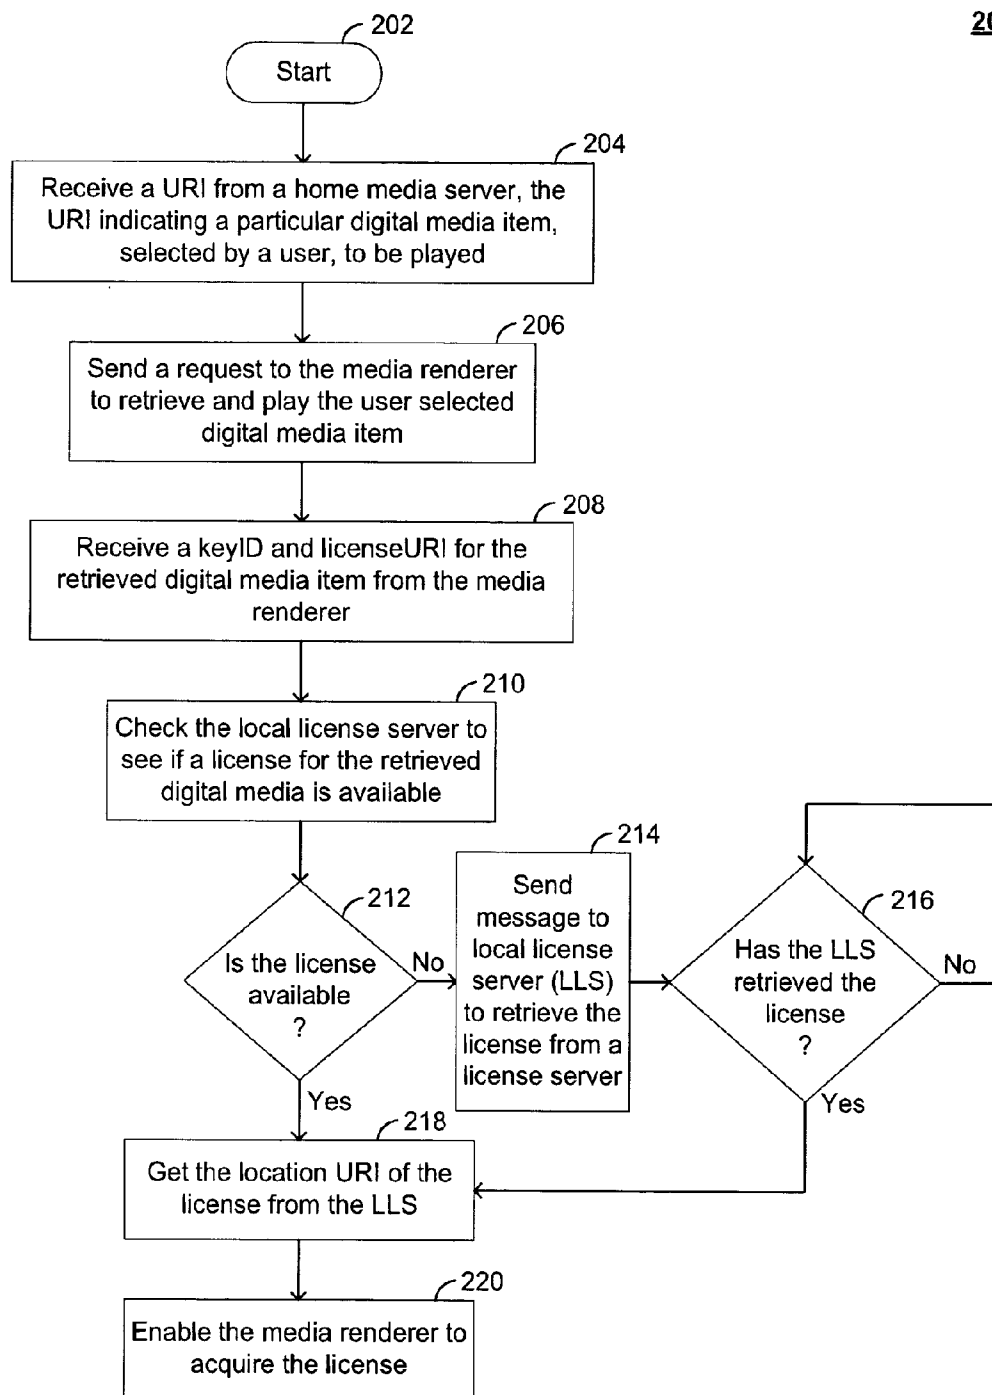 202
20
Start
204
Receive a URI from a home media server, the
URI indicating a particular digital media item,
selected by a user, to be played
206
Send a request to the media renderer
to retrieve and play the user selected
digital media item
208
Receive a keyID and licenseURI for the
retrieved digital media item from the media
renderer
210
Check the local license server to
see if a license for the retrieved
digital media is available
212
Is the license
available
?
No
Yes
214
Send
message to
local license
server (LLS)
to retrieve the
license from a
license server
216
Has the LLS
retrieved the
license
?
No
Yes
218
Get the location URI of the
license from the LLS
220
Enable the media renderer to
acquire the license